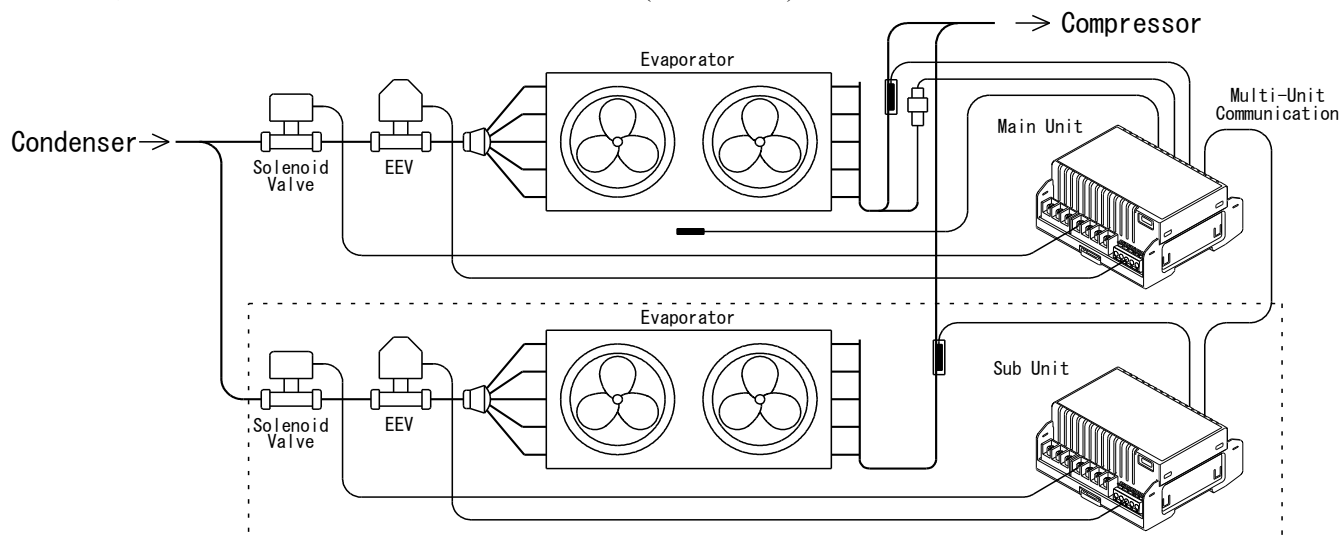 Compressor
Evaporator
Multi-Unit
Communication
Main Unit
Condenser
Solenoid
Valve
EEV
Evaporator
Sub Unit
Solenoid
Valve
EEV